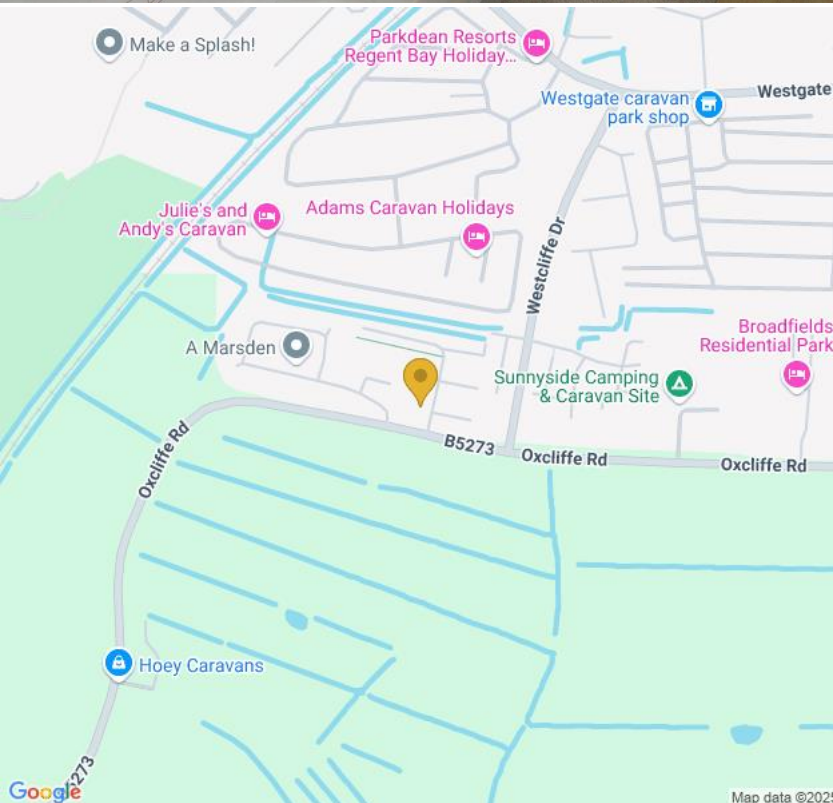 Make a Splash!
Parkdean Resorts
Regent Bay Holiday...
Westgate
Westgate caravan
park shop
Julie's and
Andy's Caravan
Adams Caravan Holidays
Westcliffe Dr
Broadfields
Residential Park
A Marsden
Sunnyside Camping
& Caravan Site
Oxcliffe Rd
B5273
Oxcliffe Rd
Oxcliffe Rd
Hoey Caravans
5273
Google
Map data ©2025